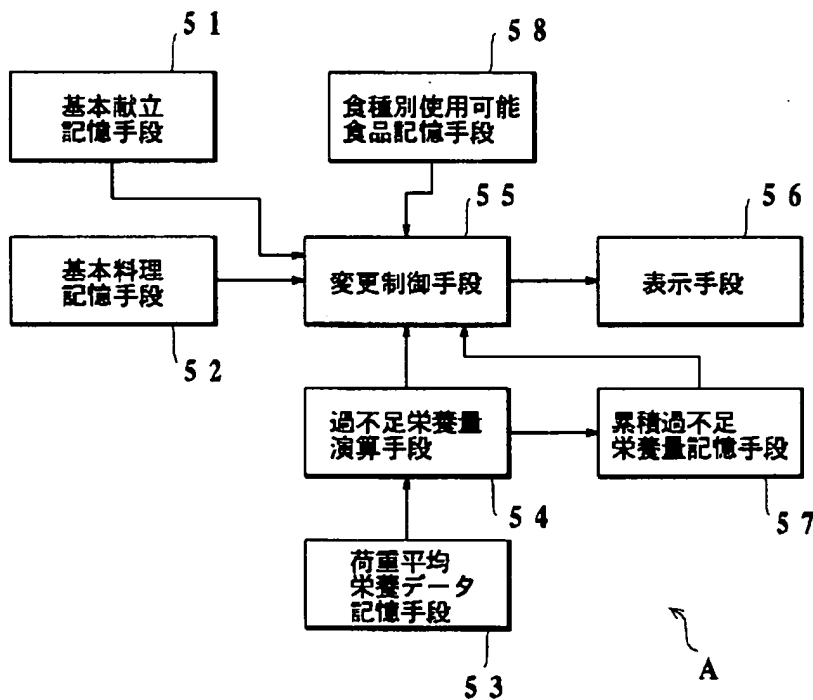 51
58
基本献立
記憶手段
食種別使用可能
食品記憶手段
55
56
基本料理
記憶手段
変更制御手段
表示手段
52
過不足栄養量
演算手段
累積過不足
栄養量記憶手段
54
57
荷重平均
栄養データ
記憶手段
53
A